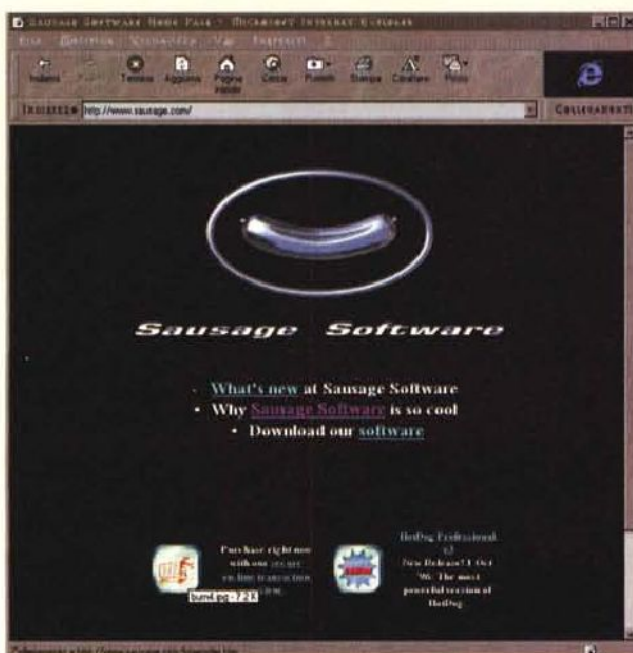 Sausage Software Home Page - Microsoft Internet Explorer
Indietro Termina Aggiorna Pagina Cerca Preferiti Stampa Carattere Posta
iniziale
Indirizzo http://www.sausage.com/ Collegamenti
Sausage Software
What's new at Sausage Software
• Why Sausage Software is so cool
• Download our software
Purchase right now
with our secure
on-line transaction
HotDog Professional
New Release! 1 Oct
'96. The most
powerful version of
HotDog